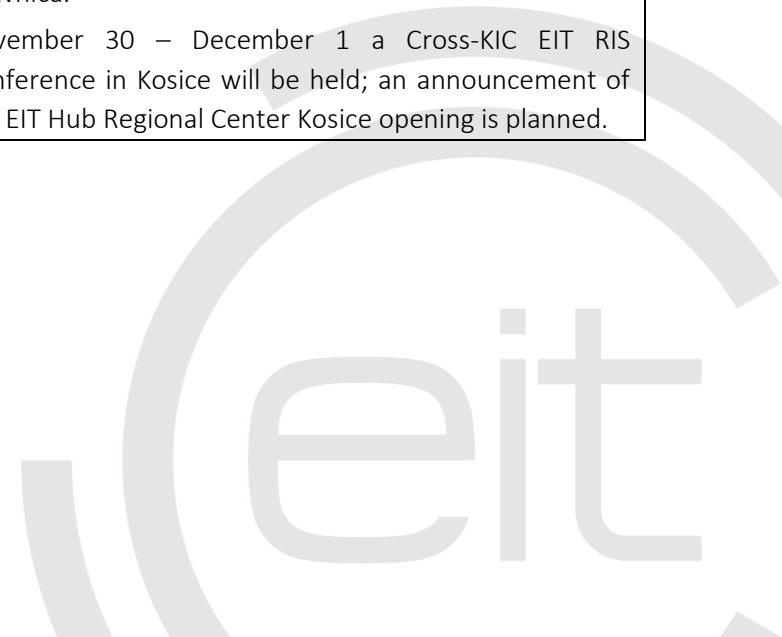 vember 30 – December 1 a Cross-KIC EIT RIS
nference in Kosice will be held; an announcement of
EIT Hub Regional Center Kosice opening is planned.
eit